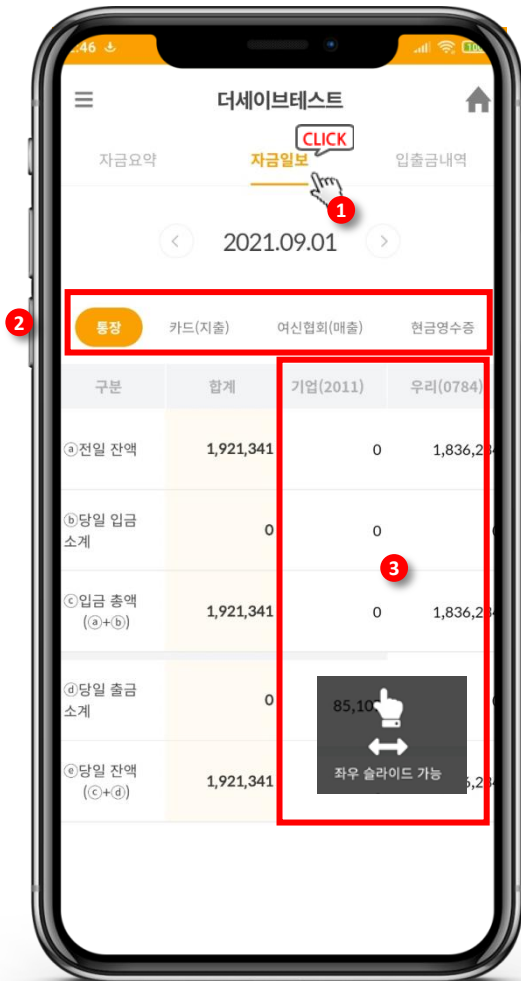 :46
더세이브테스트
CLICK
자금요약 자금일보 입출금내역
1
2021.09.01
2
통장 카드(지출) 여신협회(매출) 현금영수증
구분 합계 기업(2011) 우리(0784)
ⓐ전일 잔액 1,921,341 0
ⓑ당일 입금 소계 0 0
3
ⓒ입금 총액 (ⓐ+ⓑ) 1,921,341 0
ⓓ당일 출금 소계 0
좌우 슬라이드 가능
ⓔ당일 잔액 (ⓒ+ⓓ) 1,921,341